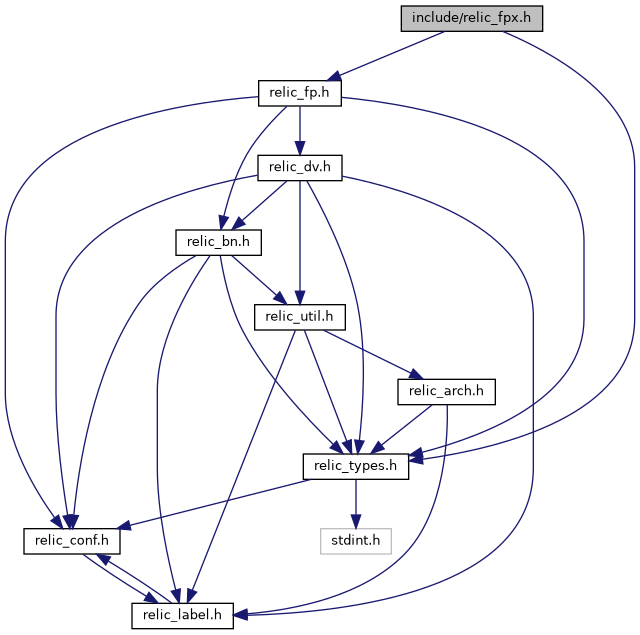 include/relic_fpx.h
relic_fp.h
relic_dv.h
relic_bn.h
relic_util.h
relic_arch.h
relic_types.h
relic_conf.h
stdint.h
relic_label.h